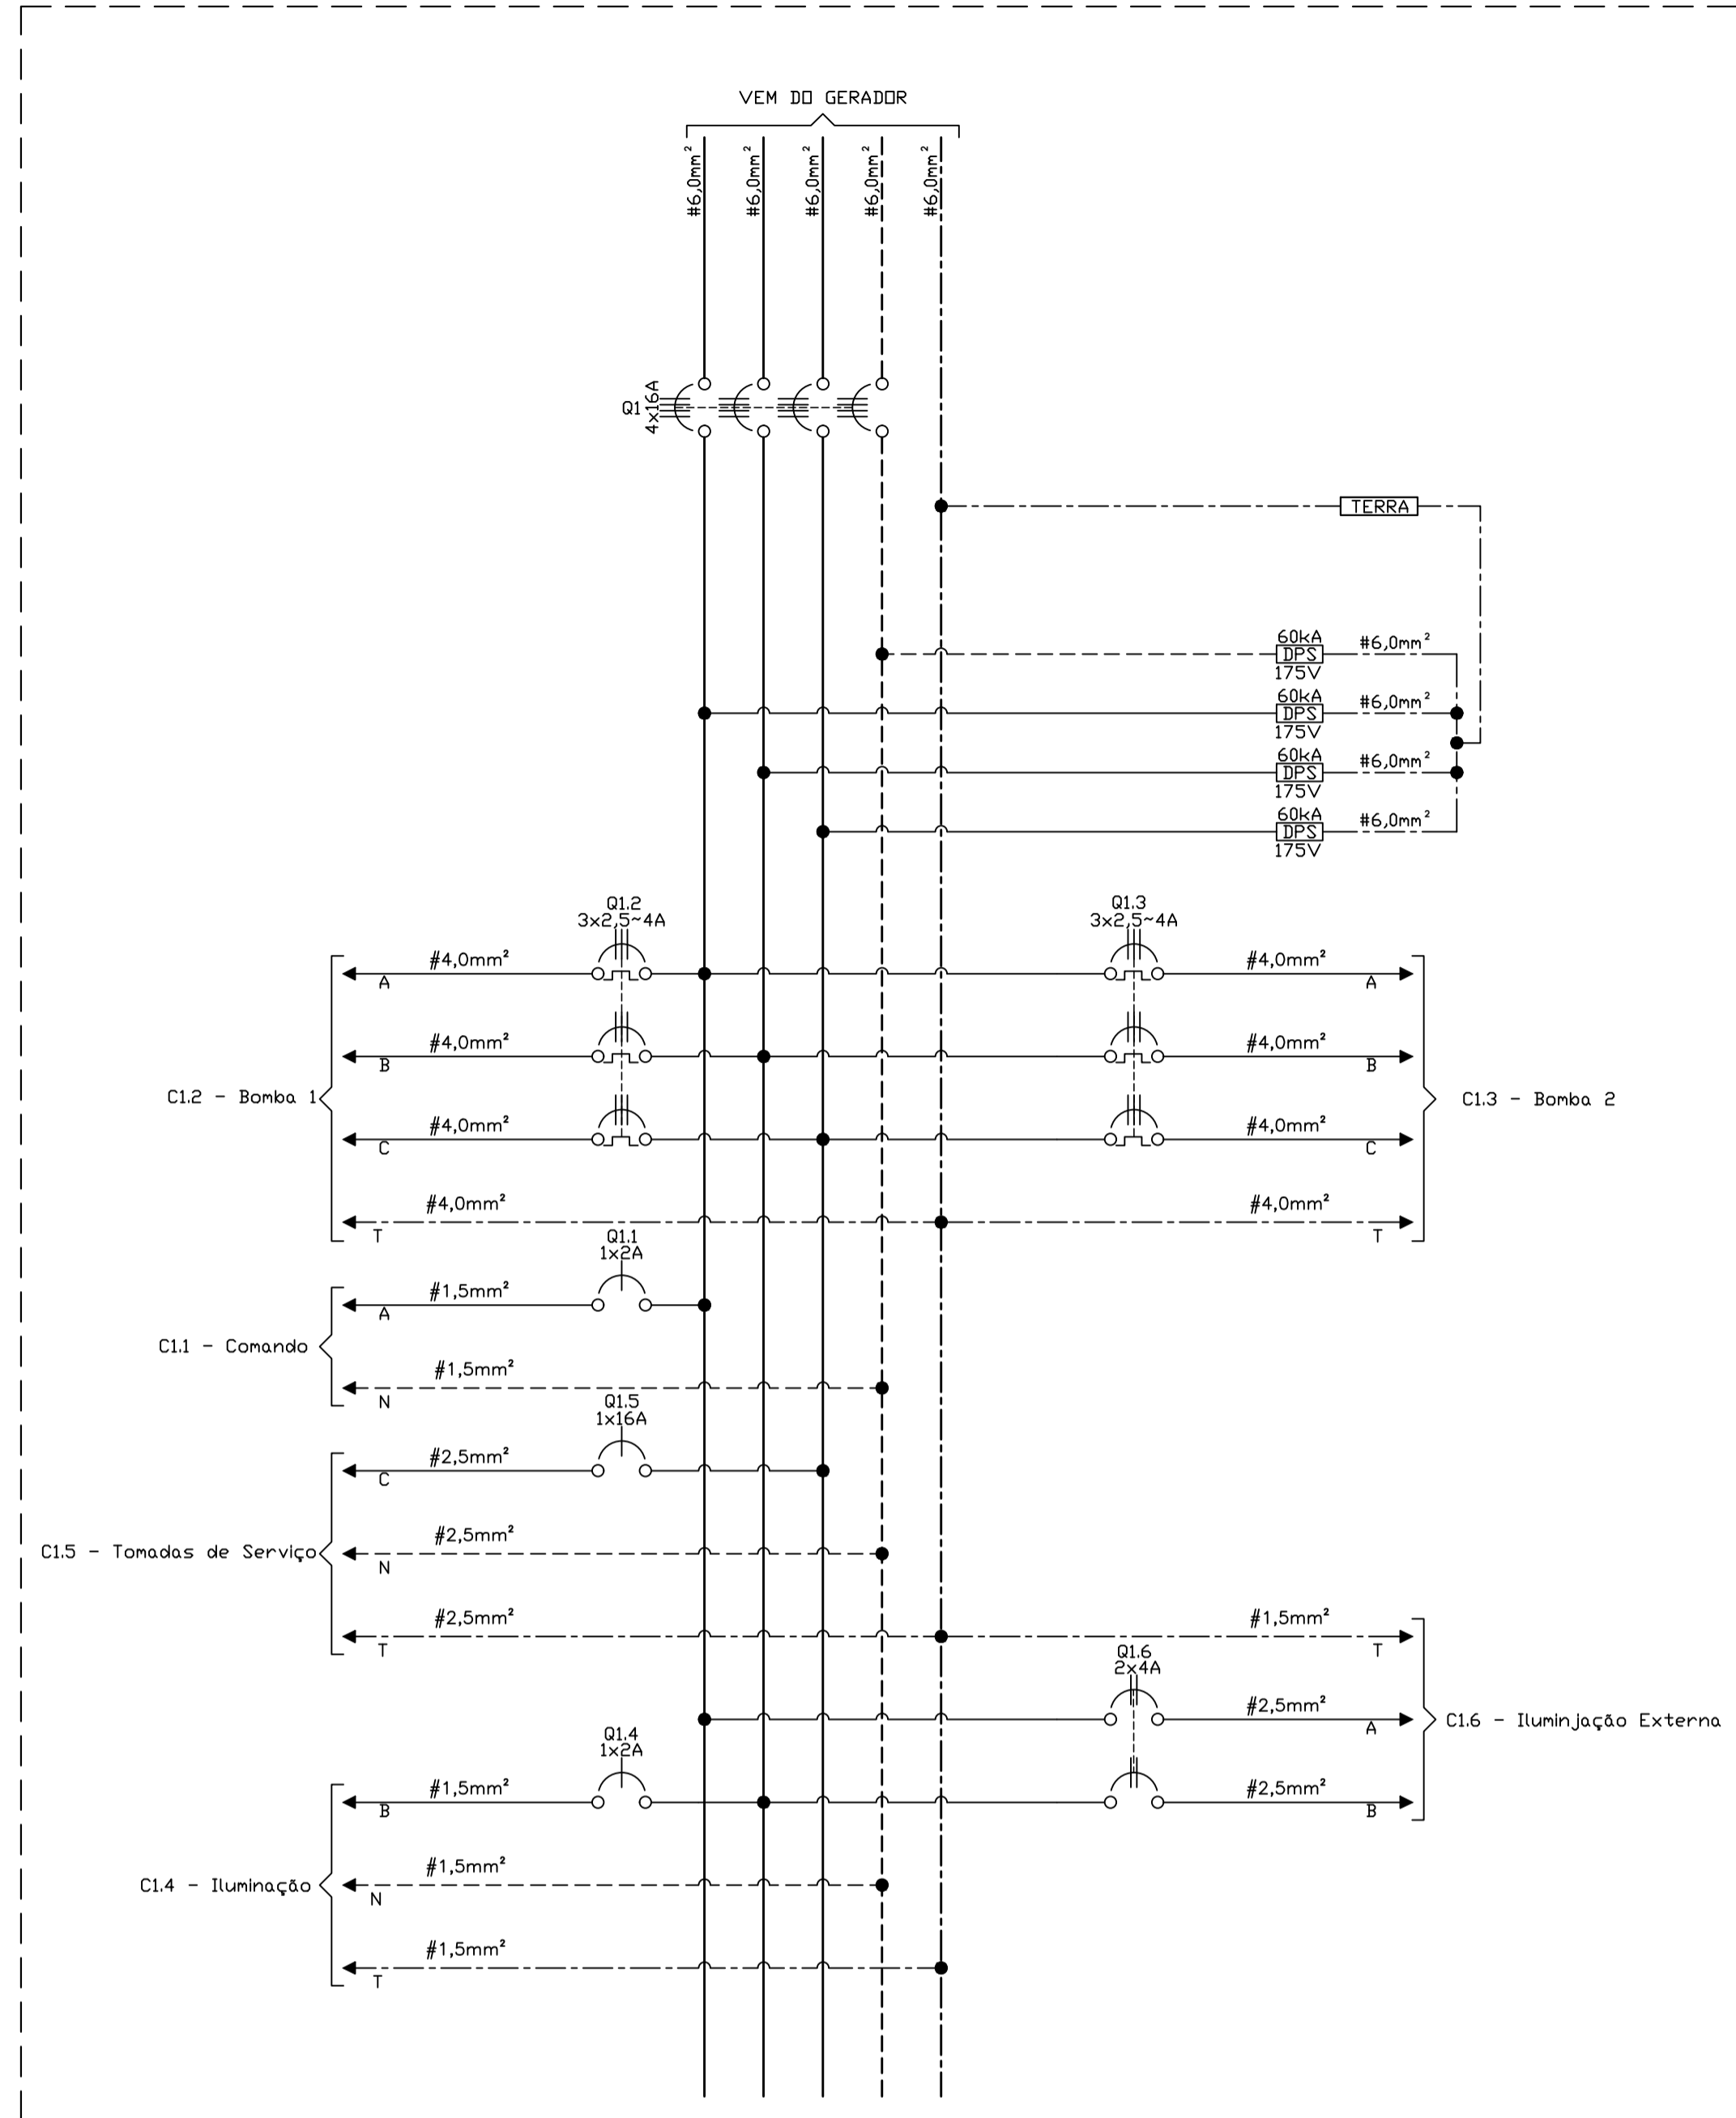 VEM DO GERADOR
#6,0mm²
#6,0mm²
#6,0mm²
#6,0mm²
#6,0mm²
Q1
4x16A
TERRA
60kA
DPS
175V
#6,0mm²
60kA
DPS
175V
#6,0mm²
60kA
DPS
175V
#6,0mm²
60kA
DPS
175V
#6,0mm²
Q1.2
3x2,5~4A
#4,0mm²
A
#4,0mm²
B
C1.2 - Bomba 1
#4,0mm²
C
#4,0mm²
T
Q1.3
3x2,5~4A
#4,0mm²
A
#4,0mm²
B
C1.3 - Bomba 2
#4,0mm²
C
#4,0mm²
T
Q1.1
1x2A
#1,5mm²
A
C1.1 - Comando
#1,5mm²
N
Q1.5
1x16A
#2,5mm²
C
C1.5 - Tomadas de Serviço
#2,5mm²
N
#2,5mm²
T
#1,5mm²
T
Q1.6
2x4A
#2,5mm²
A
C1.6 - Iluminjação Externa
#2,5mm²
B
Q1.4
1x2A
#1,5mm²
B
C1.4 - Iluminação
#1,5mm²
N
#1,5mm²
T